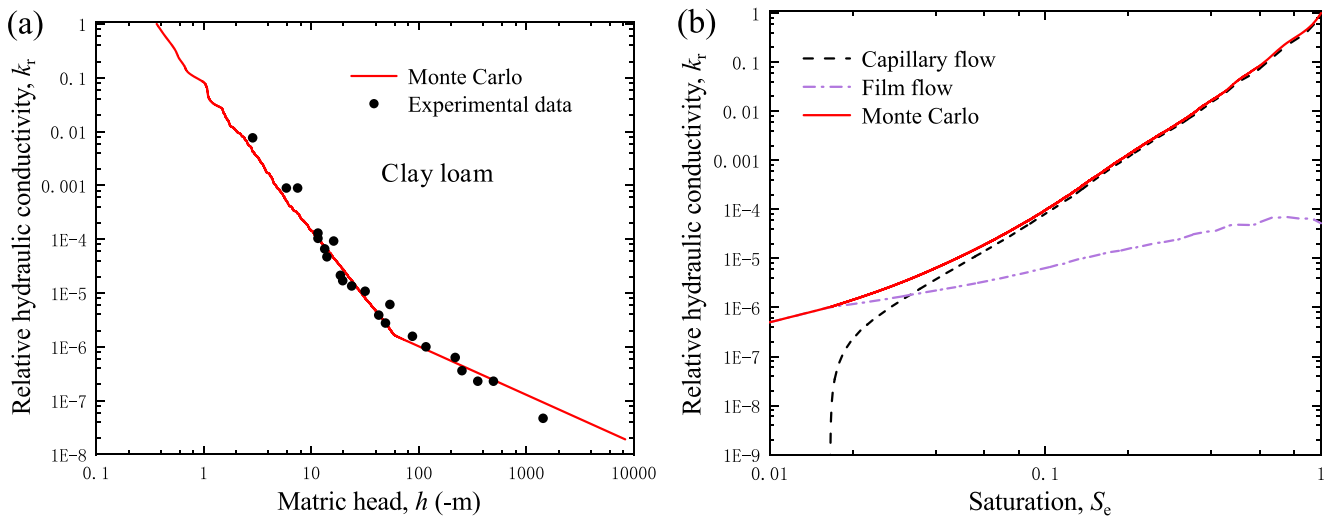 (a)
Relative hydraulic conductivity, kr
1
0.1
0.01
0.001
1E-4
1E-5
1E-6
1E-7
1E-8
Monte Carlo
Experimental data
Clay loam
0.1 1 10 100 1000 10000
Matric head, h (-m)
(b)
Relative hydraulic conductivity, kr
1
0.1
0.01
0.001
1E-4
1E-5
1E-6
1E-7
1E-8
1E-9
Capillary flow
Film flow
Monte Carlo
0.01 0.1 1
Saturation, Se